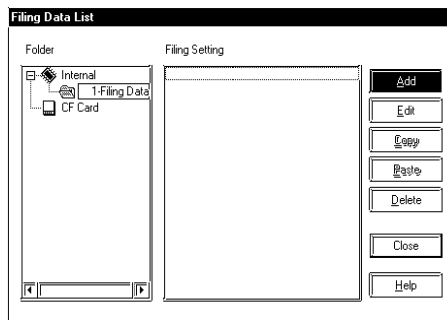 Filing Data List
Folder
Filing Setting
Internal
1-Filing Data
CF Card
Add
Edit
Copy
Paste
Delete
Close
Help